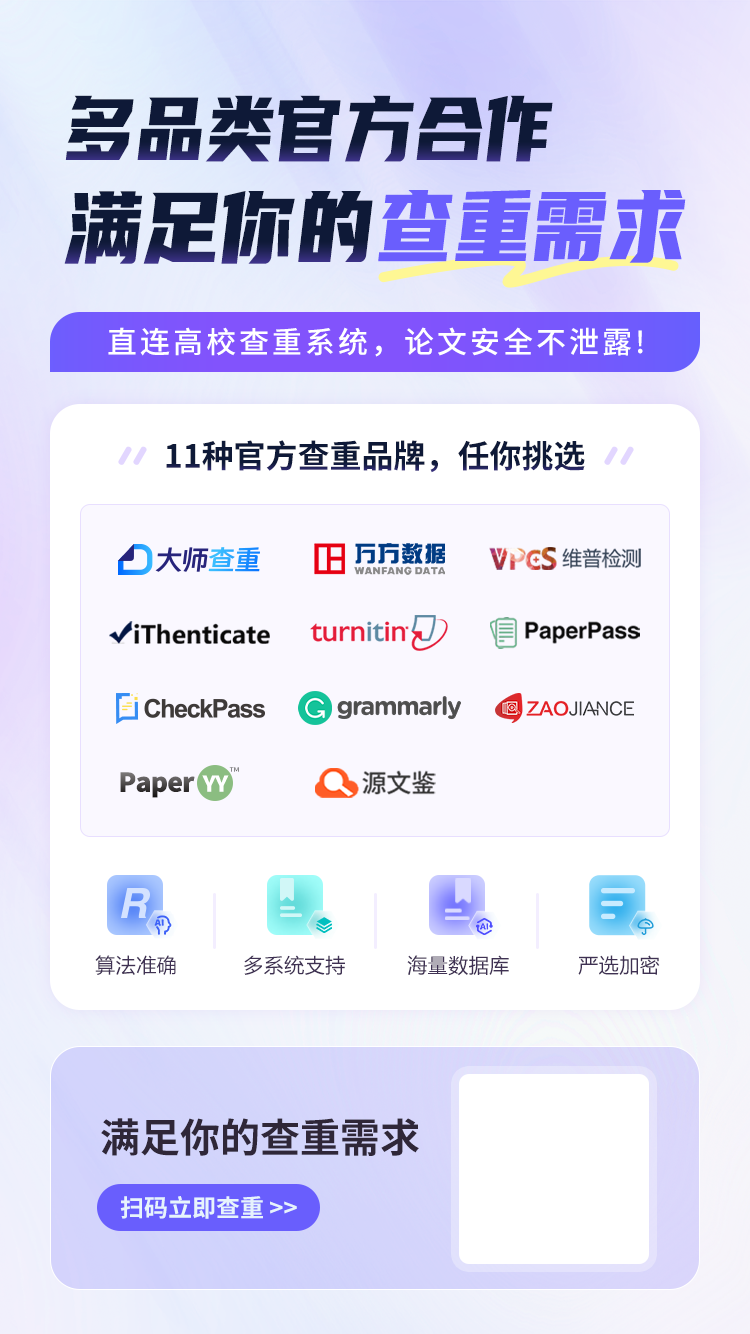 多品类官方合作
满足你的查重需求
直连高校查重系统，论文安全不泄露！
11种官方查重品牌，任你挑选
大师查重
万方数据
WANFANG DATA
VPCS 维普检测
iThenticate
turnitin
PaperPass
CheckPass
grammarly
ZAOJIANCE
Paper YY™
源文鉴
R AI
AI
算法准确
多系统支持
海量数据库
严选加密
满足你的查重需求
扫码立即查重 >>